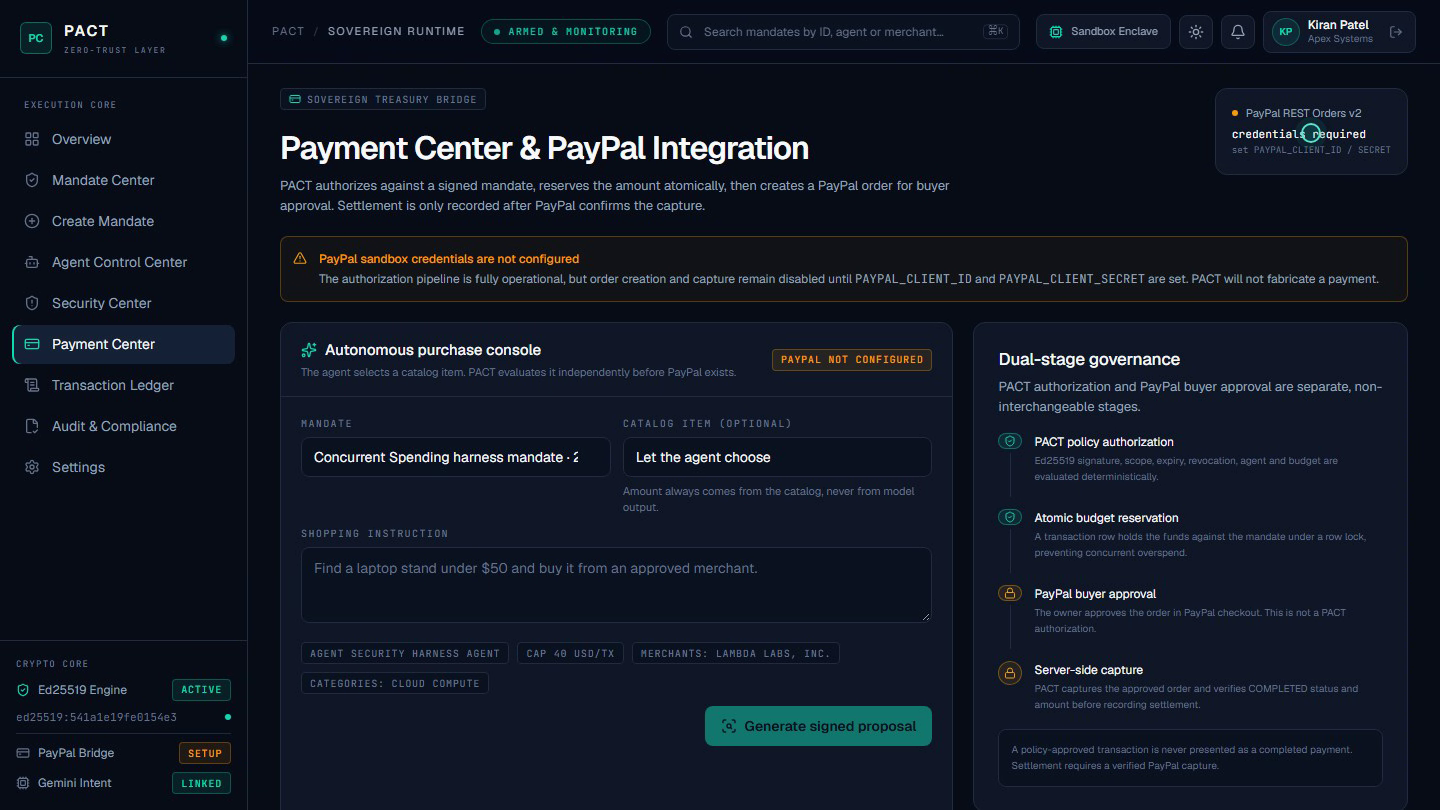 PC
PACT
ZERO-TRUST LAYER
EXECUTION CORE
Overview
Mandate Center
Create Mandate
Agent Control Center
Security Center
Payment Center
Transaction Ledger
Audit & Compliance
Settings
CRYPTO CORE
Ed25519 Engine ACTIVE
ed25519:541a1e19fe0154e3
PayPal Bridge SETUP
Gemini Intent LINKED
PACT / SOVEREIGN RUNTIME ARMED & MONITORING
Search mandates by ID, agent or merchant... ⌘K
Sandbox Enclave
KP Kiran Patel
Apex Systems
SOVEREIGN TREASURY BRIDGE
Payment Center & PayPal Integration
PACT authorizes against a signed mandate, reserves the amount atomically, then creates a PayPal order for buyer
approval. Settlement is only recorded after PayPal confirms the capture.
PayPal REST Orders v2
credentials required
set PAYPAL_CLIENT_ID / SECRET
PayPal sandbox credentials are not configured
The authorization pipeline is fully operational, but order creation and capture remain disabled until PAYPAL_CLIENT_ID and PAYPAL_CLIENT_SECRET are set. PACT will not fabricate a payment.
Autonomous purchase console
The agent selects a catalog item. PACT evaluates it independently before PayPal exists.
PAYPAL NOT CONFIGURED
MANDATE
Concurrent Spending harness mandate · 2
CATALOG ITEM (OPTIONAL)
Let the agent choose
Amount always comes from the catalog, never from model
output.
SHOPPING INSTRUCTION
Find a laptop stand under $50 and buy it from an approved merchant.
AGENT SECURITY HARNESS AGENT CAP 40 USD/TX MERCHANTS: LAMBDA LABS, INC.
CATEGORIES: CLOUD COMPUTE
Generate signed proposal
Dual-stage governance
PACT authorization and PayPal buyer approval are separate, non-
interchangeable stages.
PACT policy authorization
Ed25519 signature, scope, expiry, revocation, agent and budget are
evaluated deterministically.
Atomic budget reservation
A transaction row holds the funds against the mandate under a row lock,
preventing concurrent overspend.
PayPal buyer approval
The owner approves the order in PayPal checkout. This is not a PACT
authorization.
Server-side capture
PACT captures the approved order and verifies COMPLETED status and
amount before recording settlement.
A policy-approved transaction is never presented as a completed payment.
Settlement requires a verified PayPal capture.